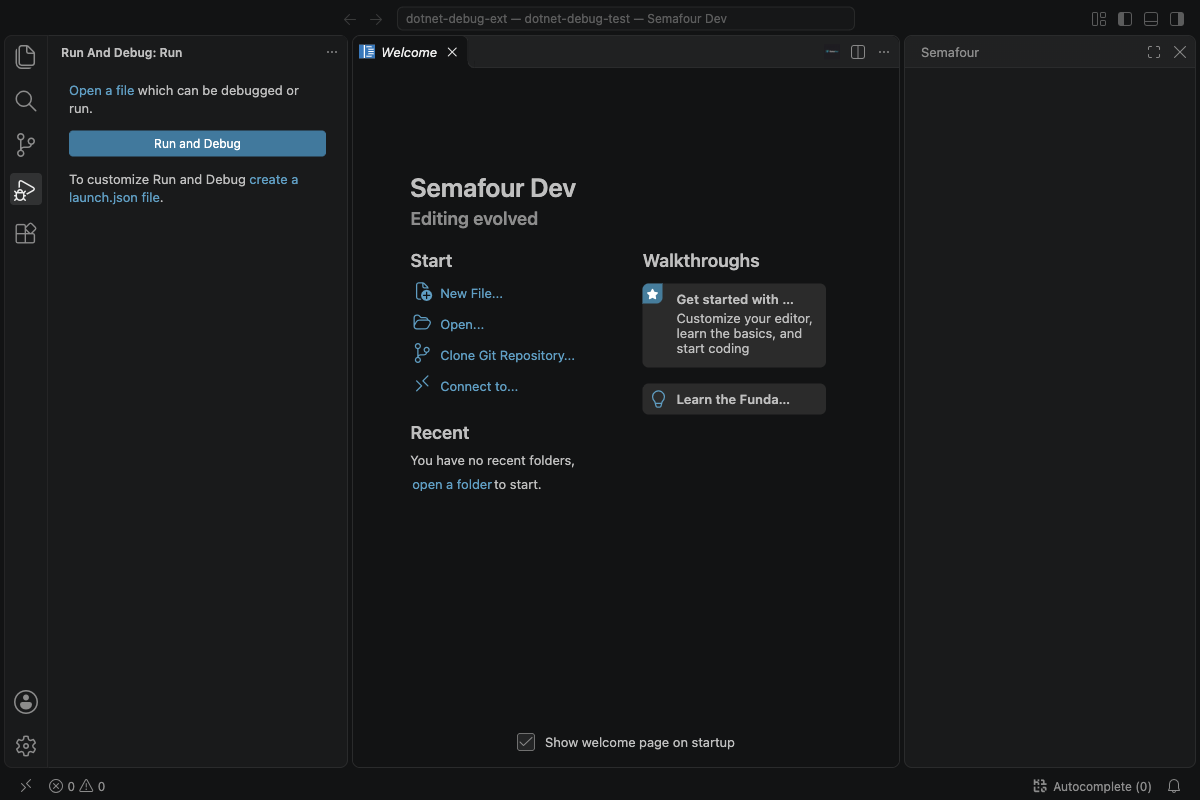 dotnet-debug-ext — dotnet-debug-test — Semafour Dev
Run And Debug: Run
Open a file which can be debugged or
run.
Run and Debug
To customize Run and Debug create a
launch.json file.
Welcome
Semafour Dev
Editing evolved
Start
New File...
Open...
Clone Git Repository...
Connect to...
Recent
You have no recent folders,
open a folder to start.
Walkthroughs
Get started with ...
Customize your editor,
learn the basics, and
start coding
Learn the Funda...
Show welcome page on startup
Semafour
0 0
Autocomplete (0)